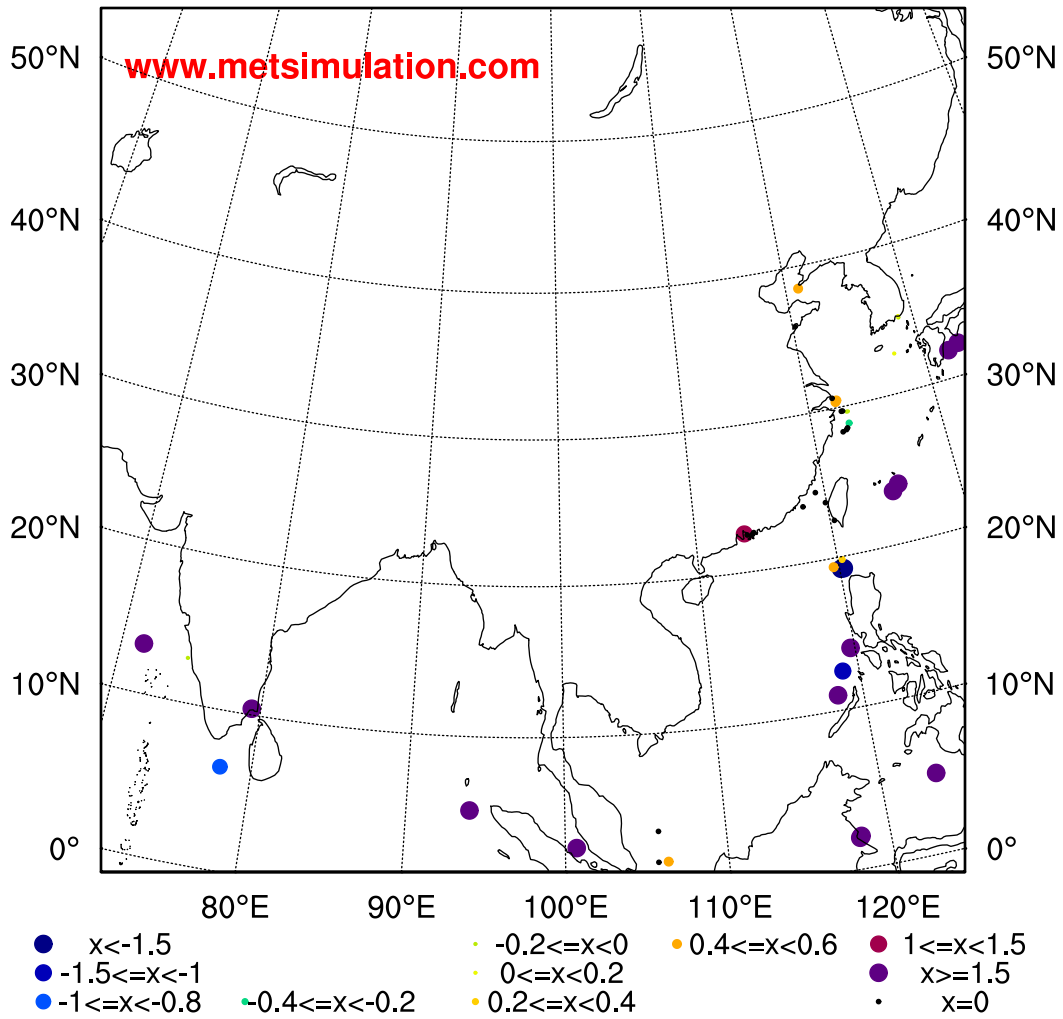 www.metsimulation.com
50°N 50°N
40°N 40°N
30°N 30°N
20°N 20°N
10°N 10°N
0° 0°
80°E 90°E 100°E 110°E 120°E
x<-1.5 -0.2<=x<0 0.4<=x<0.6 1<=x<1.5
-1.5<=x<-1 0<=x<0.2 x>=1.5
-1<=x<-0.8 -0.4<=x<-0.2 0.2<=x<0.4 x=0